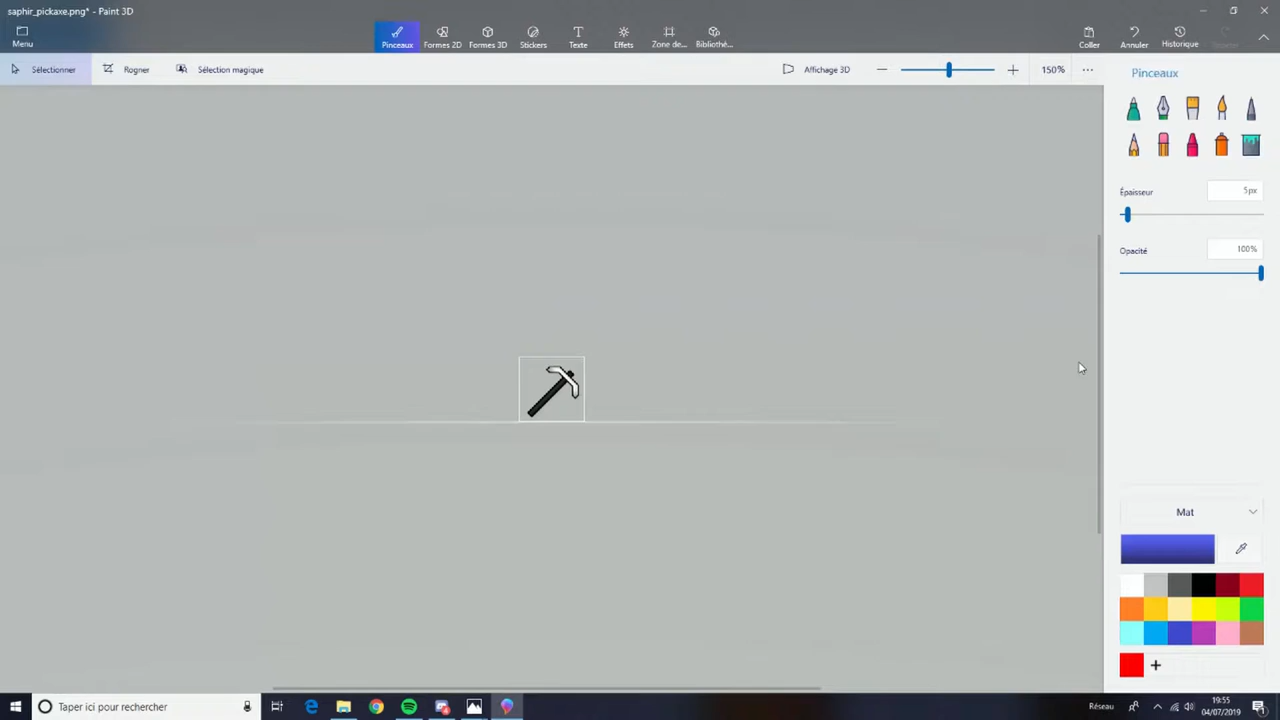 saphir_pickaxe.png* - Paint 3D
Menu
Pinceaux
Formes 2D
Formes 3D
Stickers
Texte
Effets
Zone de...
Bibliothé...
Coller
Annuler
Historique
Sélectionner
Rogner
Sélection magique
Affichage 3D
150%
Pinceaux
Épaisseur
5px
Opacité
100%
Mat
Taper ici pour rechercher
Réseau
19:55
04/07/2019
1